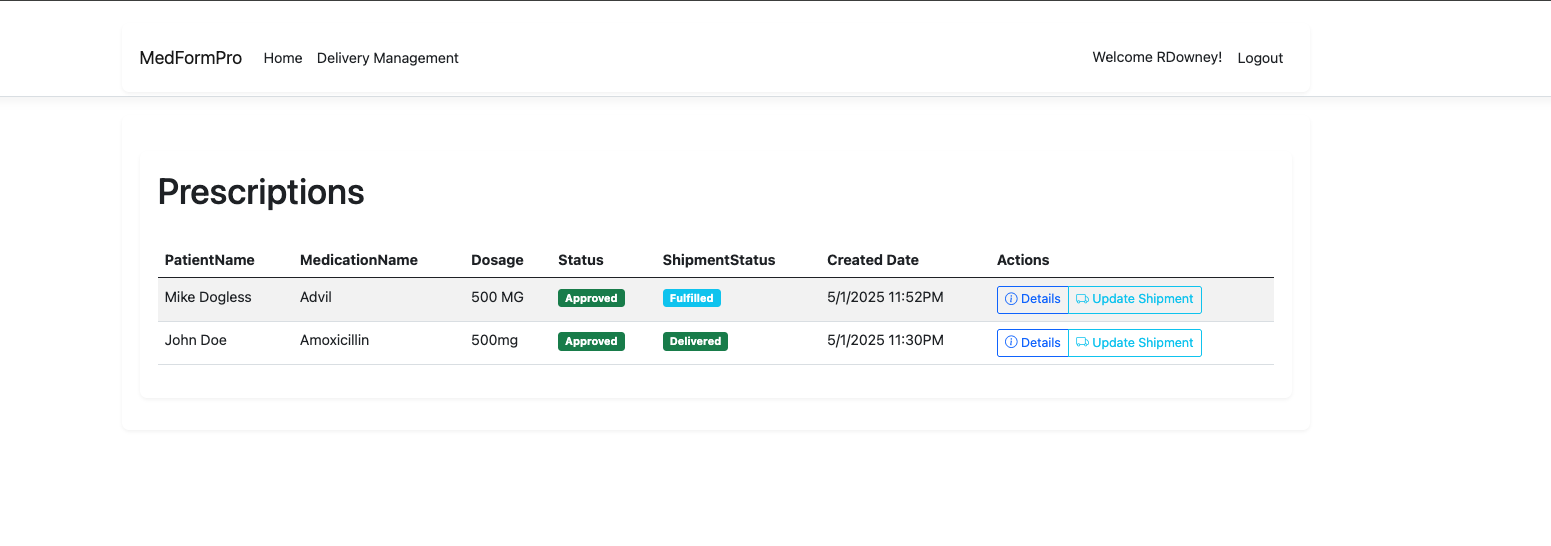 MedFormPro Home Delivery Management Welcome RDowney! Logout
Prescriptions
PatientName MedicationName Dosage Status ShipmentStatus Created Date Actions
Mike Dogless Advil 500 MG Approved Fulfilled 5/1/2025 11:52PM Details Update Shipment
John Doe Amoxicillin 500mg Approved Delivered 5/1/2025 11:30PM Details Update Shipment